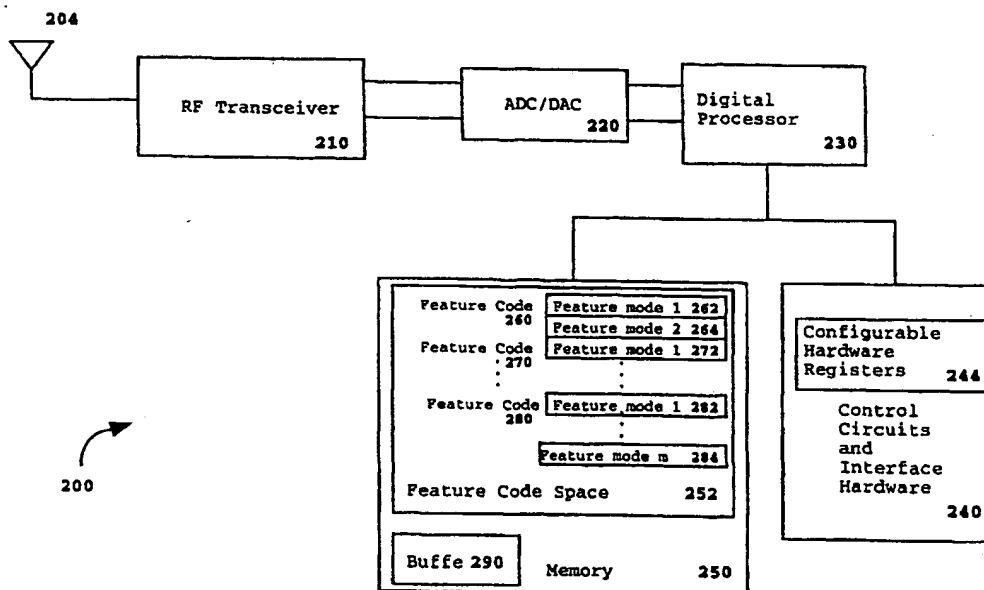 204
RF Transceiver
210
ADC/DAC
220
Digital
Processor
230
Feature Code
260
Feature mode 1 262
Feature mode 2 264
Feature Code
270
Feature mode 1 272
Feature Code
280
Feature mode 1 282
Feature mode m 284
Feature Code Space 252
Buffe 290
Memory 250
Configurable
Hardware
Registers 244
Control
Circuits
and
Interface
Hardware
240
200